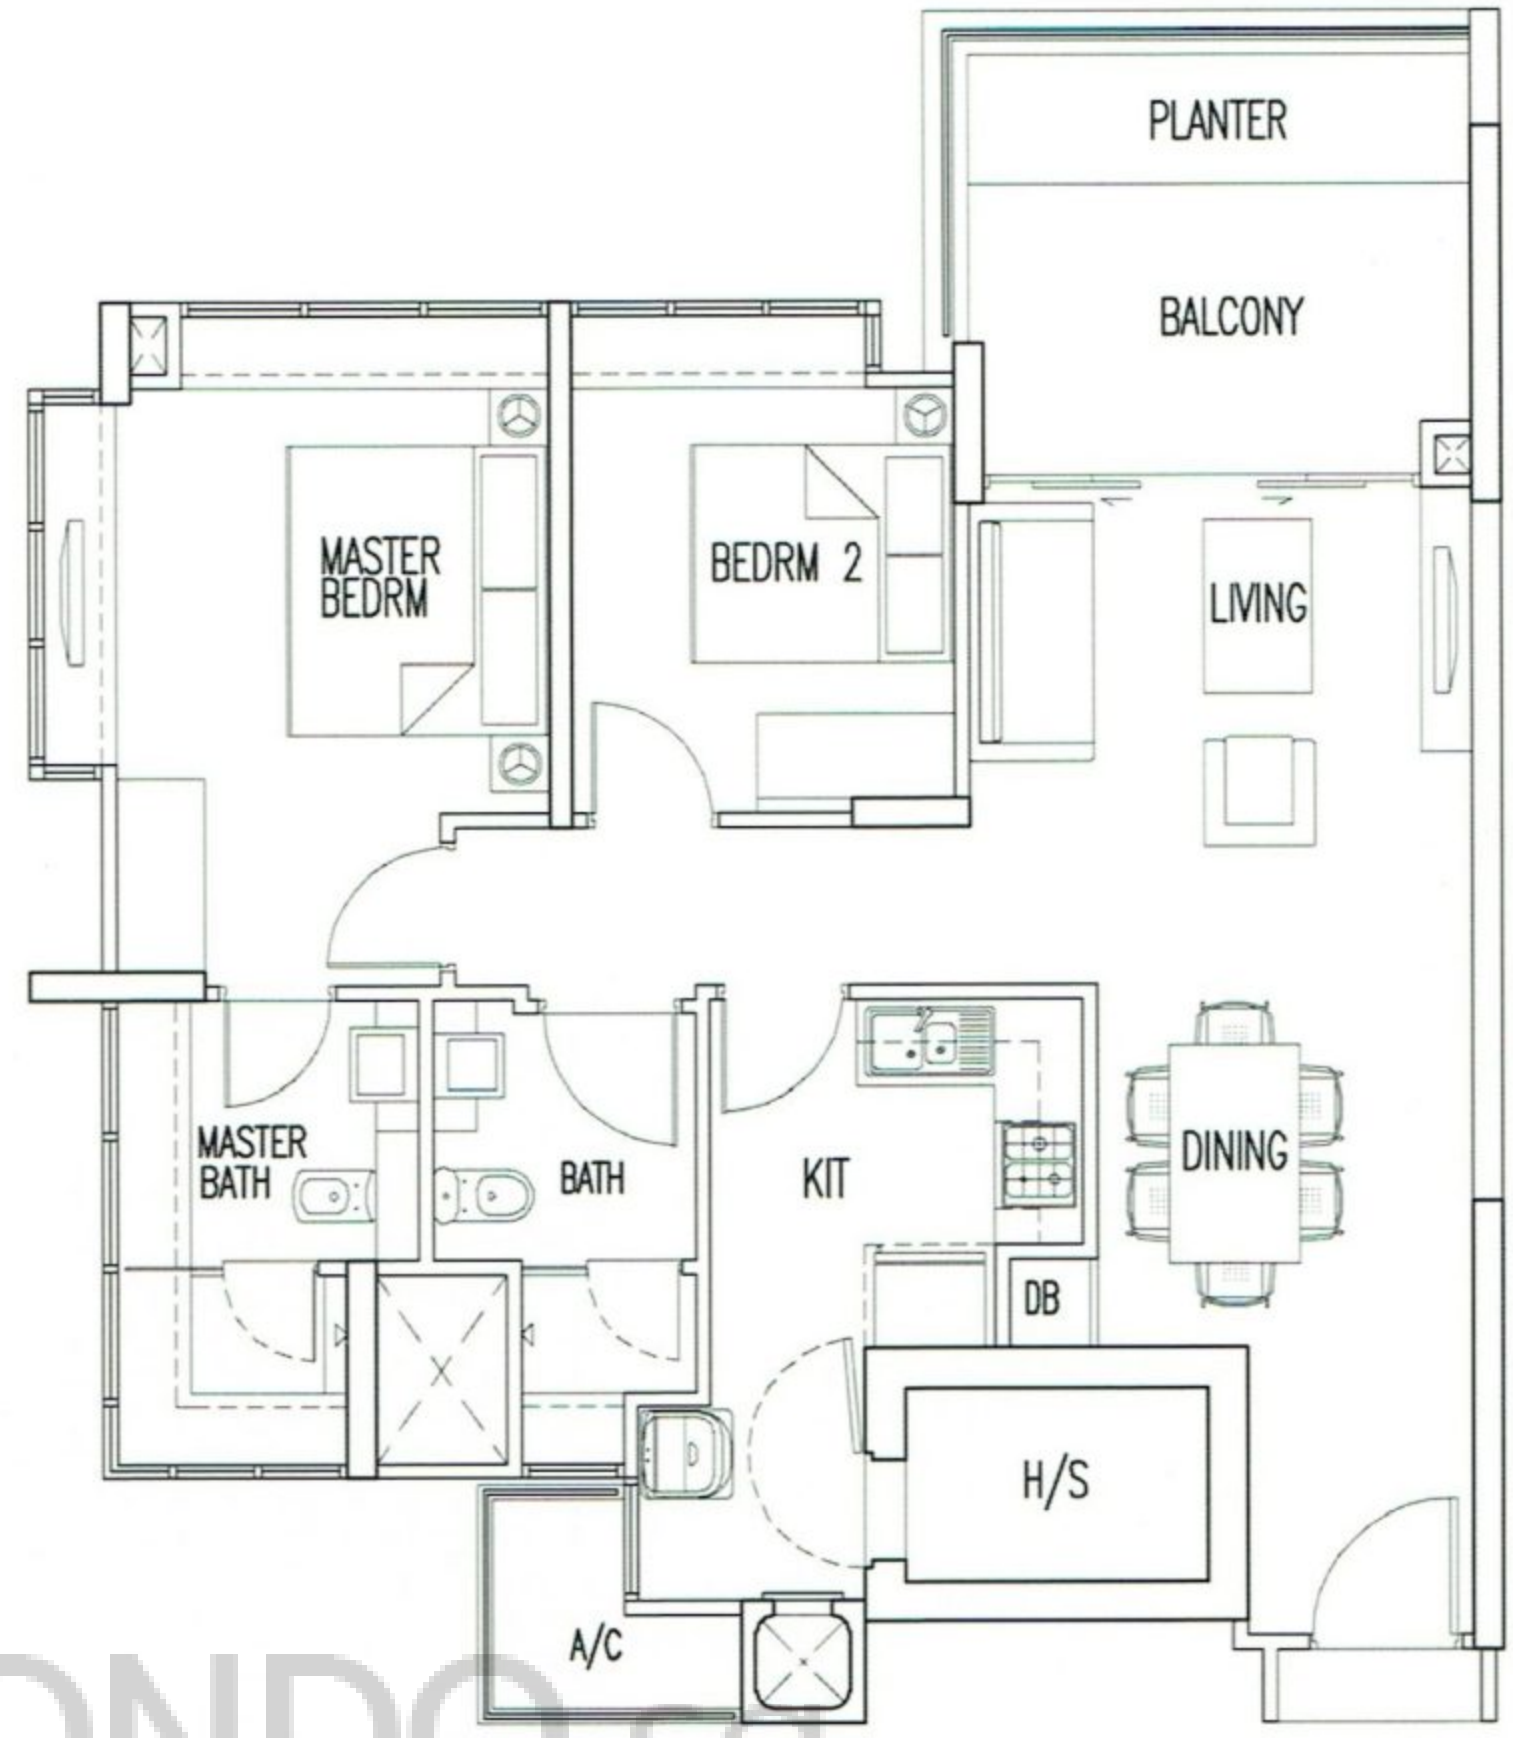 PLANTER
BALCONY
MASTER
BEDRM
BEDRM 2
LIVING
MASTER
BATH
BATH
KIT
DINING
DB
H/S
A/C